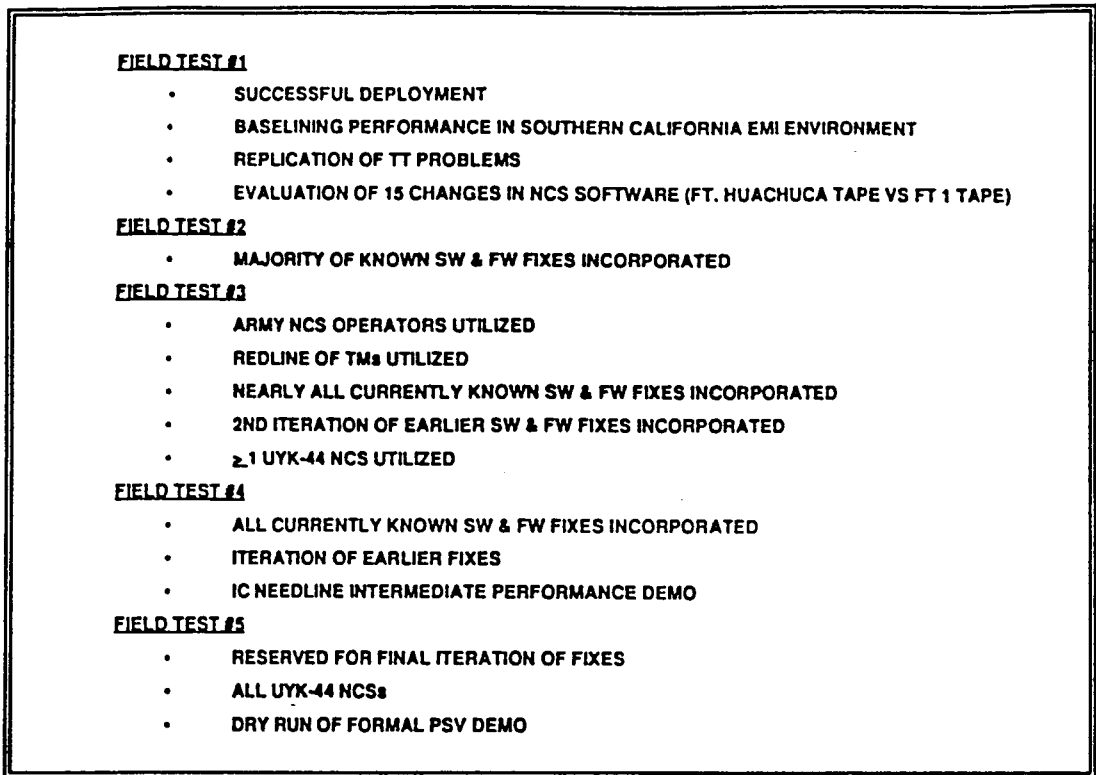 FIELD TEST #1
• SUCCESSFUL DEPLOYMENT
• BASELINING PERFORMANCE IN SOUTHERN CALIFORNIA EMI ENVIRONMENT
• REPLICATION OF TT PROBLEMS
• EVALUATION OF 15 CHANGES IN NCS SOFTWARE (FT. HUACHUCA TAPE VS FT 1 TAPE)
FIELD TEST #2
• MAJORITY OF KNOWN SW & FW FIXES INCORPORATED
FIELD TEST #3
• ARMY NCS OPERATORS UTILIZED
• REDLINE OF TMs UTILIZED
• NEARLY ALL CURRENTLY KNOWN SW & FW FIXES INCORPORATED
• 2ND ITERATION OF EARLIER SW & FW FIXES INCORPORATED
• ≥1 UYK-44 NCS UTILIZED
FIELD TEST #4
• ALL CURRENTLY KNOWN SW & FW FIXES INCORPORATED
• ITERATION OF EARLIER FIXES
• IC NEEDLINE INTERMEDIATE PERFORMANCE DEMO
FIELD TEST #5
• RESERVED FOR FINAL ITERATION OF FIXES
• ALL UYK-44 NCSs
• DRY RUN OF FORMAL PSV DEMO